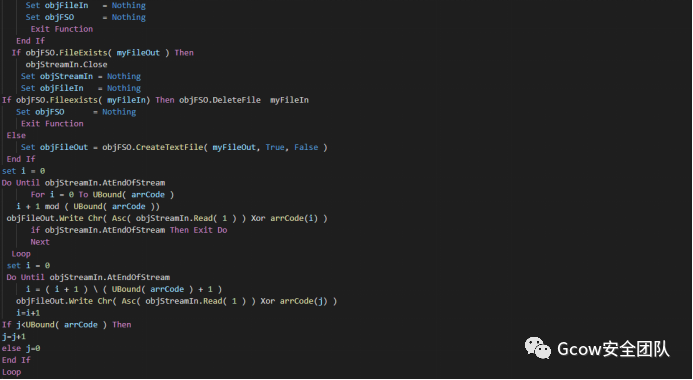 Set objFileIn = Nothing
Set objFSO = Nothing
Exit Function
End If
If objFSO.FileExists( myFileOut ) Then
objStreamIn.Close
Set objStreamIn = Nothing
Set objFileIn = Nothing
If objFSO.Fileexists( myFileIn) Then objFSO.DeleteFile myFileIn
Set objFSO = Nothing
Exit Function
Else
Set objFileOut = objFSO.CreateTextFile( myFileOut, True, False )
End If
set i = 0
Do Until objStreamIn.AtEndOfStream
For i = 0 To UBound( arrCode )
i + 1 mod ( UBound( arrCode ))
objFileOut.Write Chr( Asc( objStreamIn.Read( 1 ) ) Xor arrCode(i) )
if objStreamIn.AtEndOfStream Then Exit Do
Next
Loop
set i = 0
Do Until objStreamIn.AtEndOfStream
i = ( i + 1 ) \ ( UBound( arrCode ) + 1 )
objFileOut.Write Chr( Asc( objStreamIn.Read( 1 ) ) Xor arrCode(j) )
i=i+1
If j<UBound( arrCode ) Then
j=j+1
else j=0
End If
Loop
Gcow安全团队